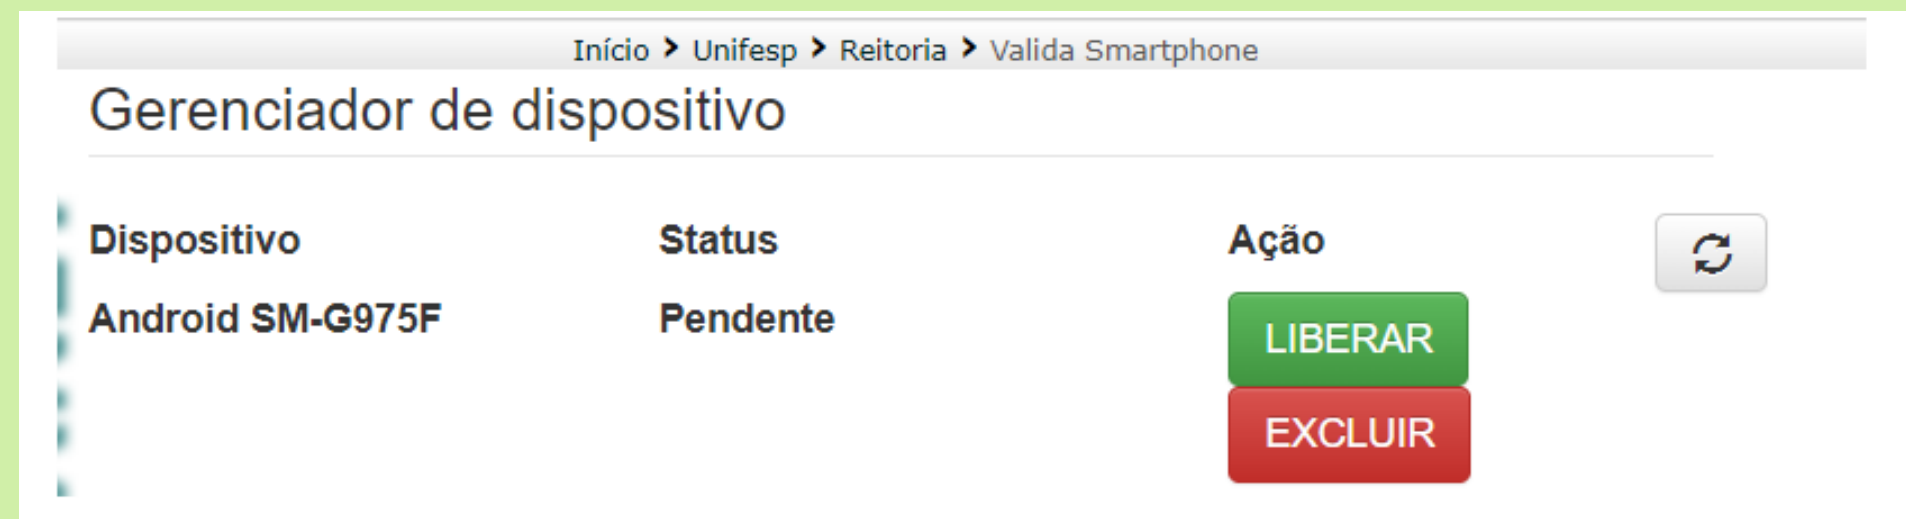 Início > Unifesp > Reitoria > Valida Smartphone
Gerenciador de dispositivo
Dispositivo Status Ação
Android SM-G975F Pendente LIBERAR
EXCLUIR